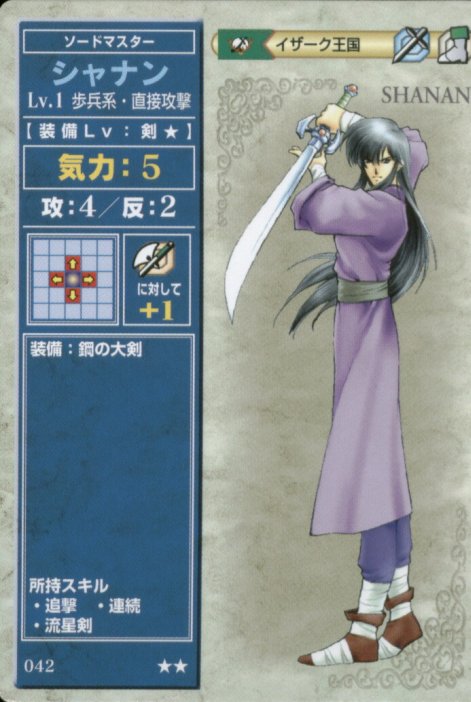 ソードマスター
シャナン
Lv.1 歩兵系・直接攻撃
【装備Lv：剣★】
気力：5
攻：4／反：2
に対して
+1
装備：鋼の大剣
所持スキル
・追撃 ・連続
・流星剣
042 ★★
イザーク王国
SHANAN